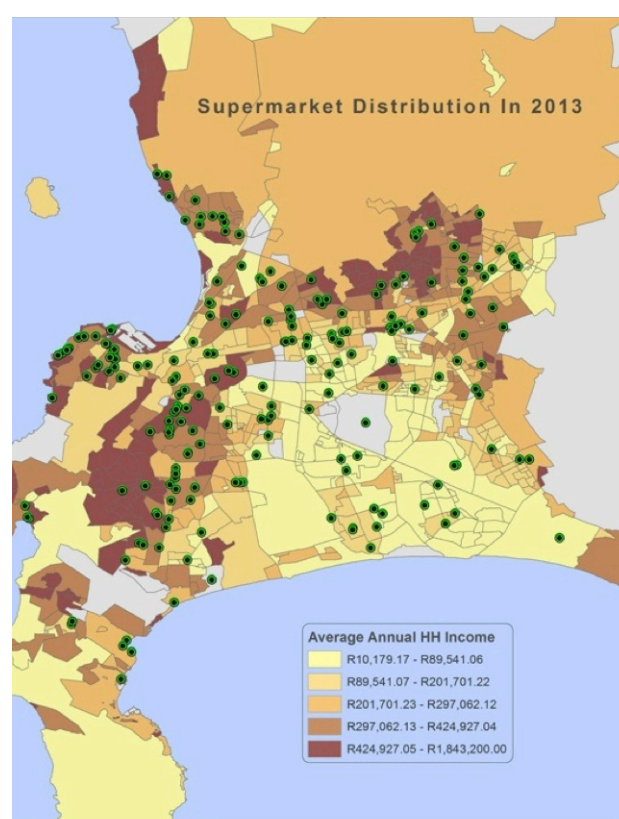 Supermarket Distribution In 2013
Average Annual HH Income
R10,179.17 - R89,541.06
R89,541.07 - R201,701.22
R201,701.23 - R297,062.12
R297,062.13 - R424,927.04
R424,927.05 - R1,843,200.00